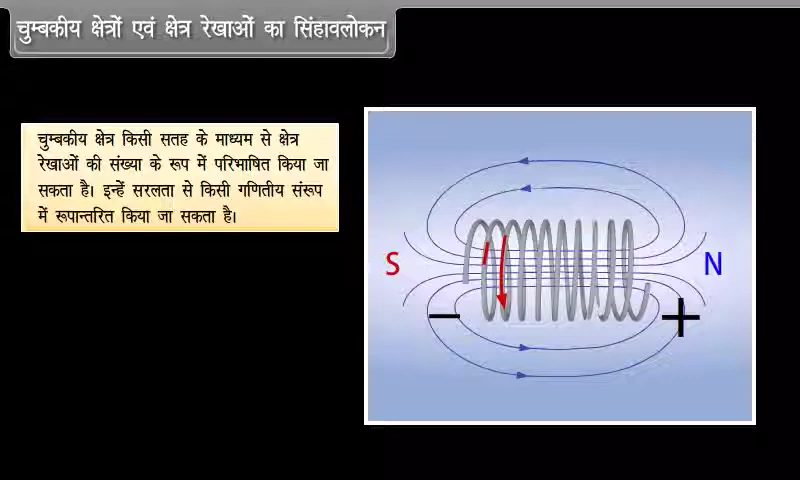 चुम्बकीय क्षेत्रों एवं क्षेत्र रेखाओं का सिंहावलोकन
चुम्बकीय क्षेत्र किसी सतह के माध्यम से क्षेत्र
रेखाओं की संख्या के रूप में परिभाषित किया जा
सकता है। इन्हें सरलता से किसी गणितीय संरूप
में रूपान्तरित किया जा सकता है।
S N
− +